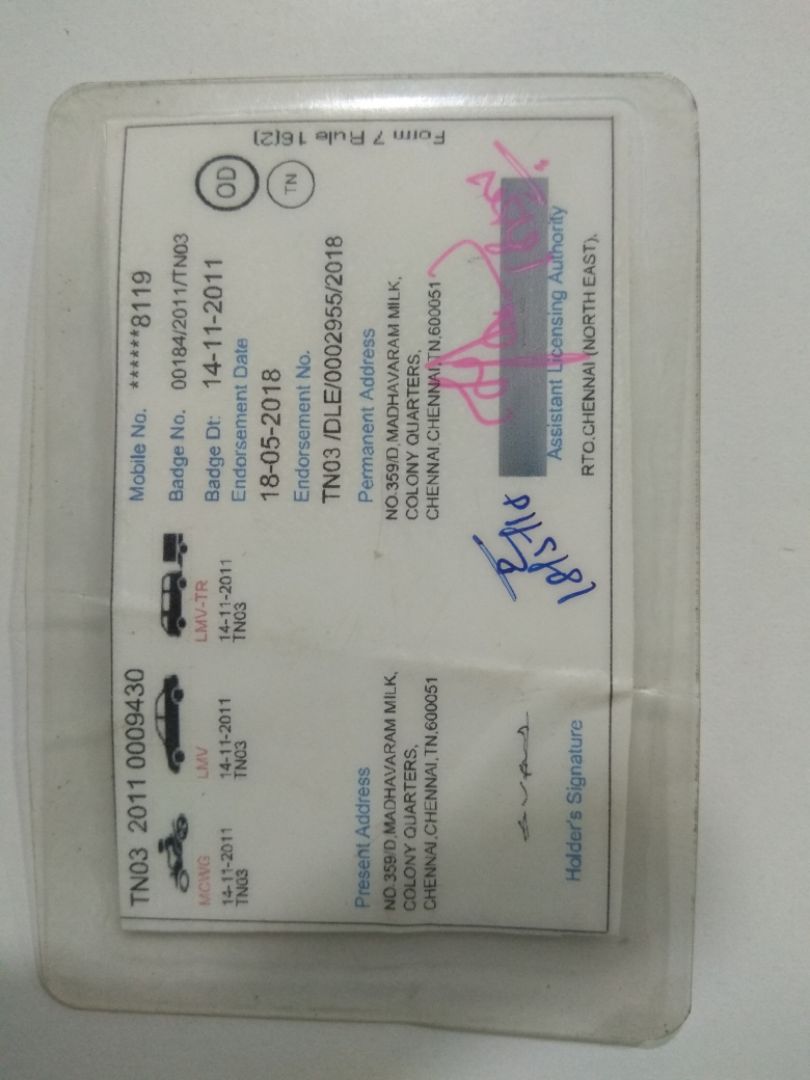 Form 7 Rule 16(2)
TN03 2011 0009430
MCWG
14-11-2011
TN03
LMV
14-11-2011
TN03
LMV-TR
14-11-2011
TN03
Mobile No. ******8119
Badge No. 00184/2011/TN03
Badge Dt: 14-11-2011
Endorsement Date
18-05-2018
Endorsement No.
TN03 /DLE/0002955/2018
OD
TN
Present Address
NO.359/D,MADHAVARAM MILK,
COLONY QUARTERS,
CHENNAI,CHENNAI,TN,600051
Permanent Address
NO.359/D,MADHAVARAM MILK,
COLONY QUARTERS,
CHENNAI,CHENNAI,TN,600051
Holder's Signature
18/5/18
Assistant Licensing Authority
RTO,CHENNAI (NORTH EAST).